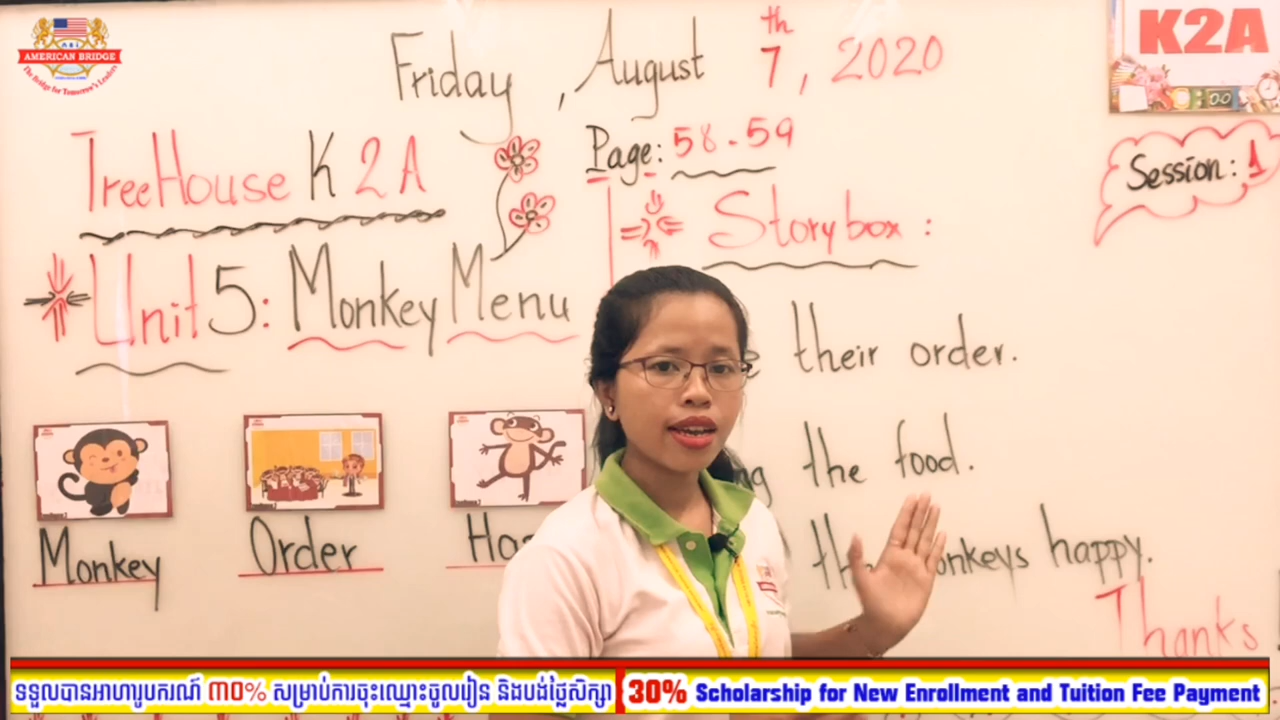 A B I
AMERICAN BRIDGE
The Bridge for Tomorrow's Leaders
Friday, August 7th, 2020
K2A
TreeHouse K2A
Page: 58-59
Session: 1
Storybox:
Unit 5: Monkey Menu
their order.
the food.
monkeys happy.
Monkey
Order
Thanks
ទទួលបានអាហារូបករណ៍ ៣០% សម្រាប់ការចុះឈ្មោះចូលរៀន និងបង់ថ្លៃសិក្សា
30% Scholarship for New Enrollment and Tuition Fee Payment